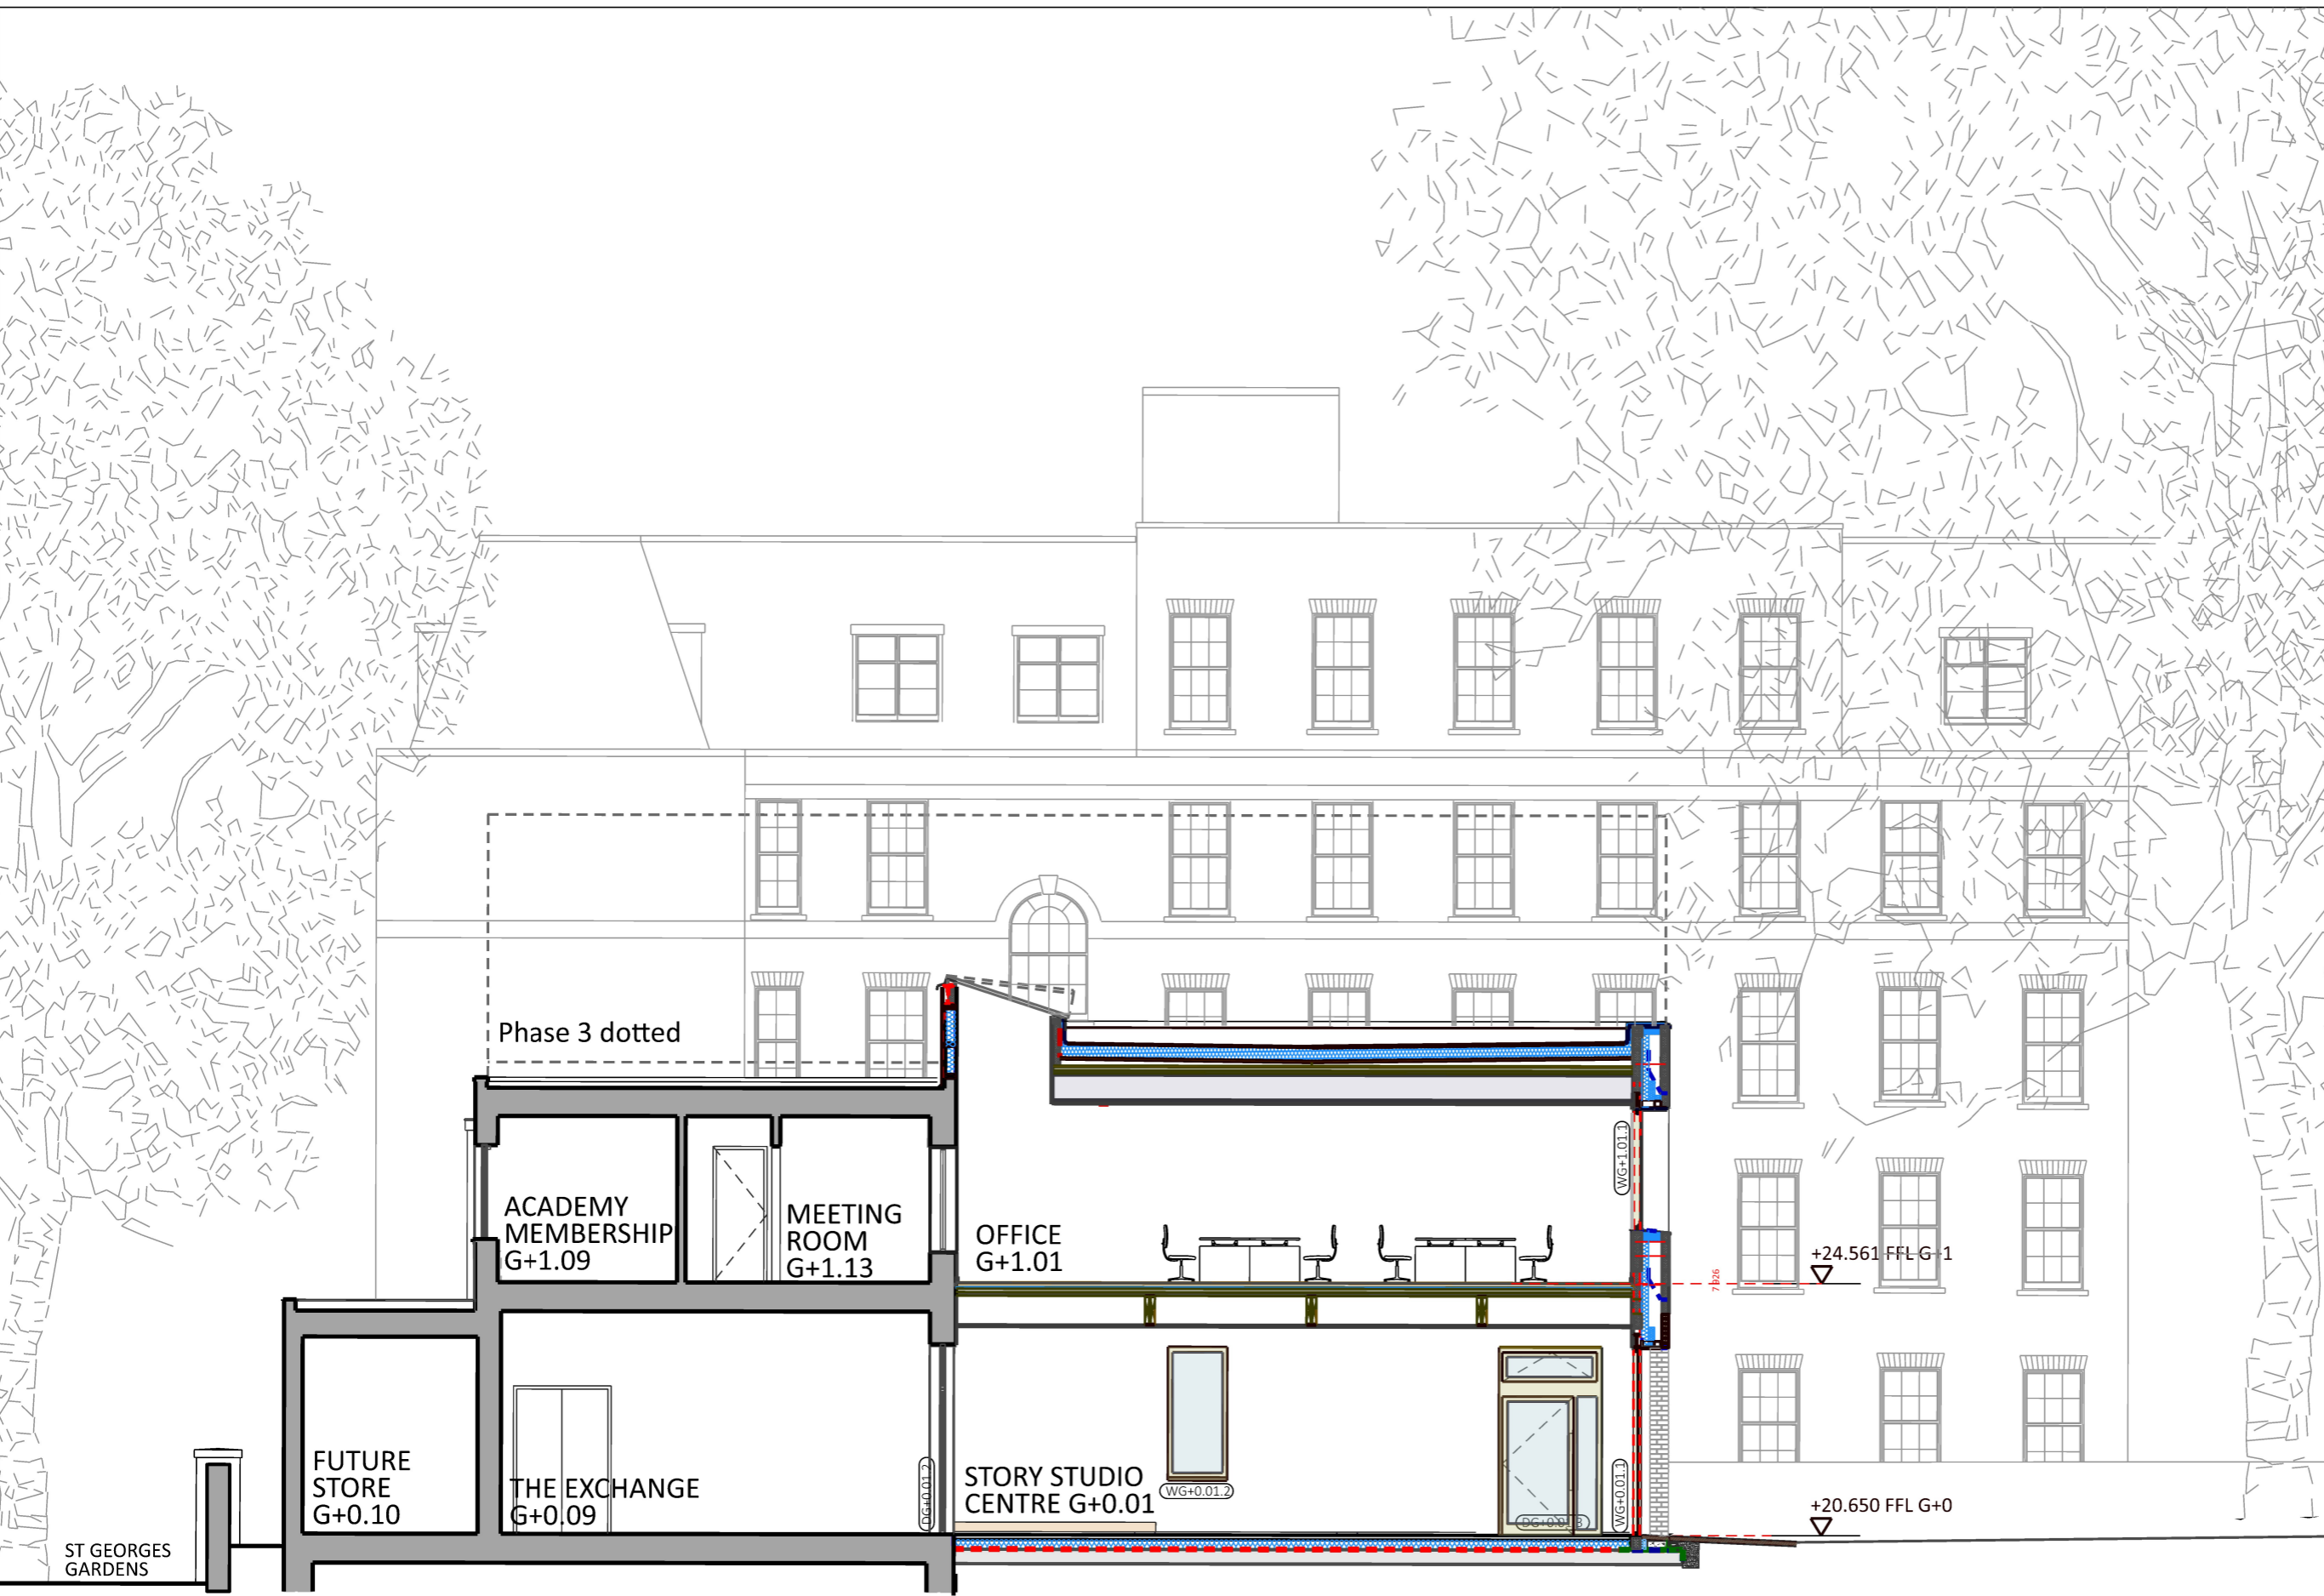 Phase 3 dotted
ACADEMY
MEMBERSHIP
G+1.09
MEETING
ROOM
G+1.13
OFFICE
G+1.01
WG+1.01.1
+24.561 FFL G+1
7.926
FUTURE
STORE
G+0.10
THE EXCHANGE
G+0.09
DG+0.01.2
STORY STUDIO
CENTRE G+0.01
WG+0.01.2
WG+0.01.1
+20.650 FFL G+0
ST GEORGES
GARDENS